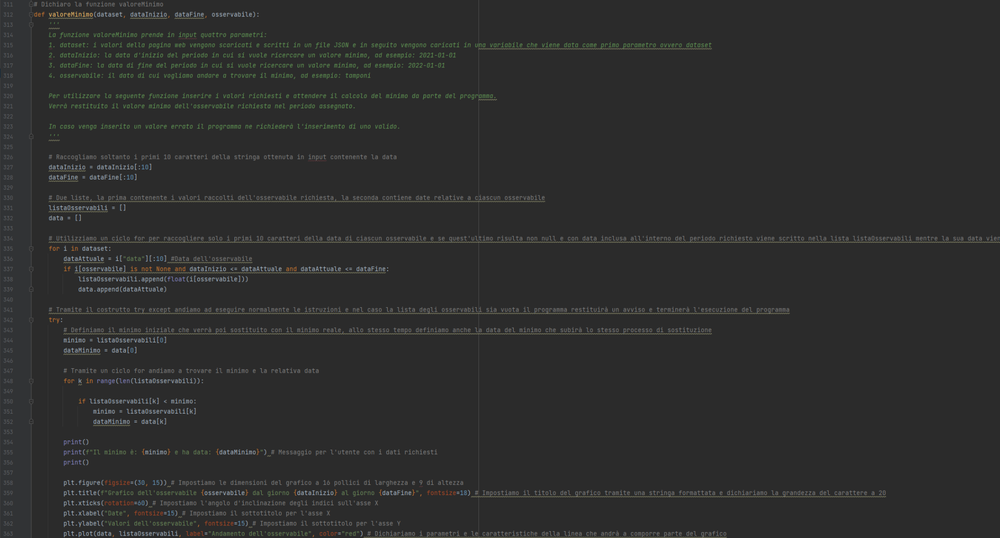 311 # Dichiaro la funzione valoreMinimo
312 def valoreMinimo(dataset, dataInizio, dataFine, osservabile):
313 '''
314 La funzione valoreMinimo prende in input quattro parametri:
315 1. dataset: i valori della pagina web vengono scaricati e scritti in un file JSON e in seguito vengono caricati in una variabile che viene data come primo parametro ovvero dataset
316 2. dataInizio: la data d'inizio del periodo in cui si vuole ricercare un valore minimo, ad esempio: 2021-01-01
317 3. dataFine: la data di fine del periodo in cui si vuole ricercare un valore minimo, ad esempio: 2022-01-01
318 4. osservabile: il dato di cui vogliamo andare a trovare il minimo, ad esempio: tamponi
319
320 Per utilizzare la seguente funzione inserire i valori richiesti e attendere il calcolo del minimo da parte del programma.
321 Verrà restituito il valore minimo dell'osservabile richiesta nel periodo assegnato.
322
323 In caso venga inserito un valore errato il programma ne richiederà l'inserimento di uno valido.
324 '''
325
326 # Raccogliamo soltanto i primi 10 caratteri della stringa ottenuta in input contenente la data
327 dataInizio = dataInizio[:10]
328 dataFine = dataFine[:10]
329
330 # Due liste, la prima contenente i valori raccolti dell'osservabile richiesta, la seconda contiene date relative a ciascun osservabile
331 listaOsservabili = []
332 data = []
333
334 # Utilizziamo un ciclo for per raccogliere solo i primi 10 caratteri della data di ciascun osservabile e se quest'ultimo risulta non null e con data inclusa all'interno del periodo richiesto viene scritto nella lista listaOsservabili mentre la sua data vien
335 for i in dataset:
336 dataAttuale = i["data"][:10] #Data dell'osservabile
337 if i[osservabile] is not None and dataInizio <= dataAttuale and dataAttuale <= dataFine:
338 listaOsservabili.append(float(i[osservabile]))
339 data.append(dataAttuale)
340
341 # Tramite il costrutto try except andiamo ad eseguire normalmente le istruzioni e nel caso la lista degli osservabili sia vuota il programma restituirà un avviso e terminerà l'esecuzione del programma
342 try:
343 # Definiamo il minimo iniziale che verrà poi sostituito con il minimo reale, allo stesso tempo definiamo anche la data del minimo che subirà lo stesso processo di sostituzione
344 minimo = listaOsservabili[0]
345 dataMinimo = data[0]
346
347 # Tramite un ciclo for andiamo a trovare il minimo e la relativa data
348 for k in range(len(listaOsservabili)):
349
350 if listaOsservabili[k] < minimo:
351 minimo = listaOsservabili[k]
352 dataMinimo = data[k]
353
354 print()
355 print(f"Il minimo è: {minimo} e ha data: {dataMinimo}") # Messaggio per l'utente con i dati richiesti
356 print()
357
358 plt.figure(figsize=(30, 15)) # Impostiamo le dimensioni del grafico a 16 pollici di larghezza e 9 di altezza
359 plt.title(f"Grafico dell'osservabile {osservabile} dal giorno {dataInizio} al giorno {dataFine}", fontsize=18) # Impostiamo il titolo del grafico tramite una stringa formattata e dichiariamo la grandezza del carattere a 20
360 plt.xticks(rotation=60) # Impostiamo l'angolo d'inclinazione degli indici sull'asse X
361 plt.xlabel("Date", fontsize=15) # Impostiamo il sottotitolo per l'asse X
362 plt.ylabel("Valori dell'osservabile", fontsize=15) # Impostiamo il sottotitolo per l'asse Y
363 plt.plot(data, listaOsservabili, label="Andamento dell'osservabile", color="red") # Dichiariamo i parametri e le caratteristiche della linea che andrà a comporre parte del grafico